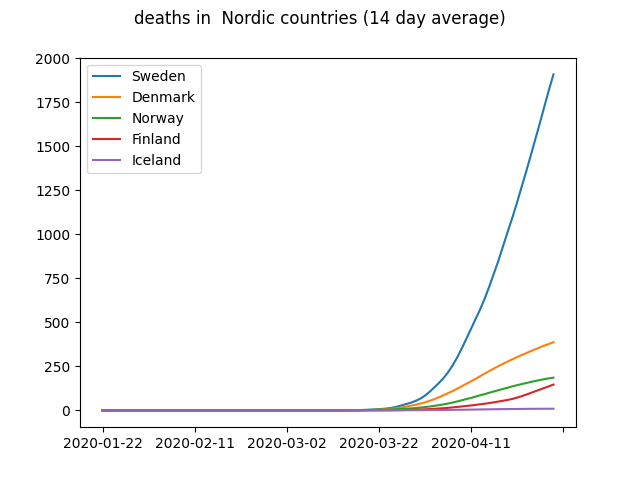 deaths in  Nordic countries (14 day average)
2000
1750
1500
1250
1000
750
500
250
0
Sweden
Denmark
Norway
Finland
Iceland
2020-01-22 2020-02-11 2020-03-02 2020-03-22 2020-04-11